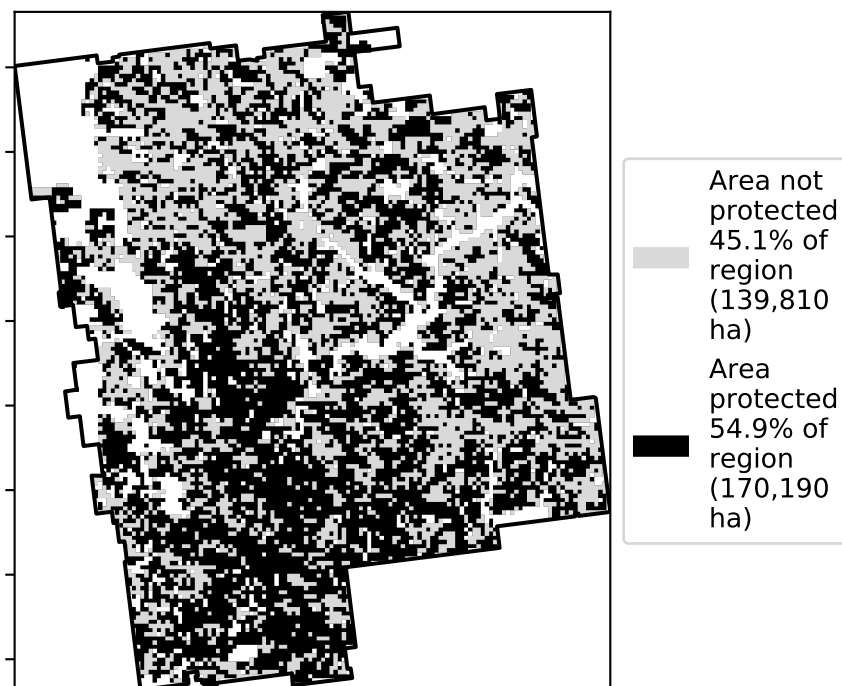 Area not
protected
45.1% of
region
(139,810
ha)
Area
protected
54.9% of
region
(170,190
ha)